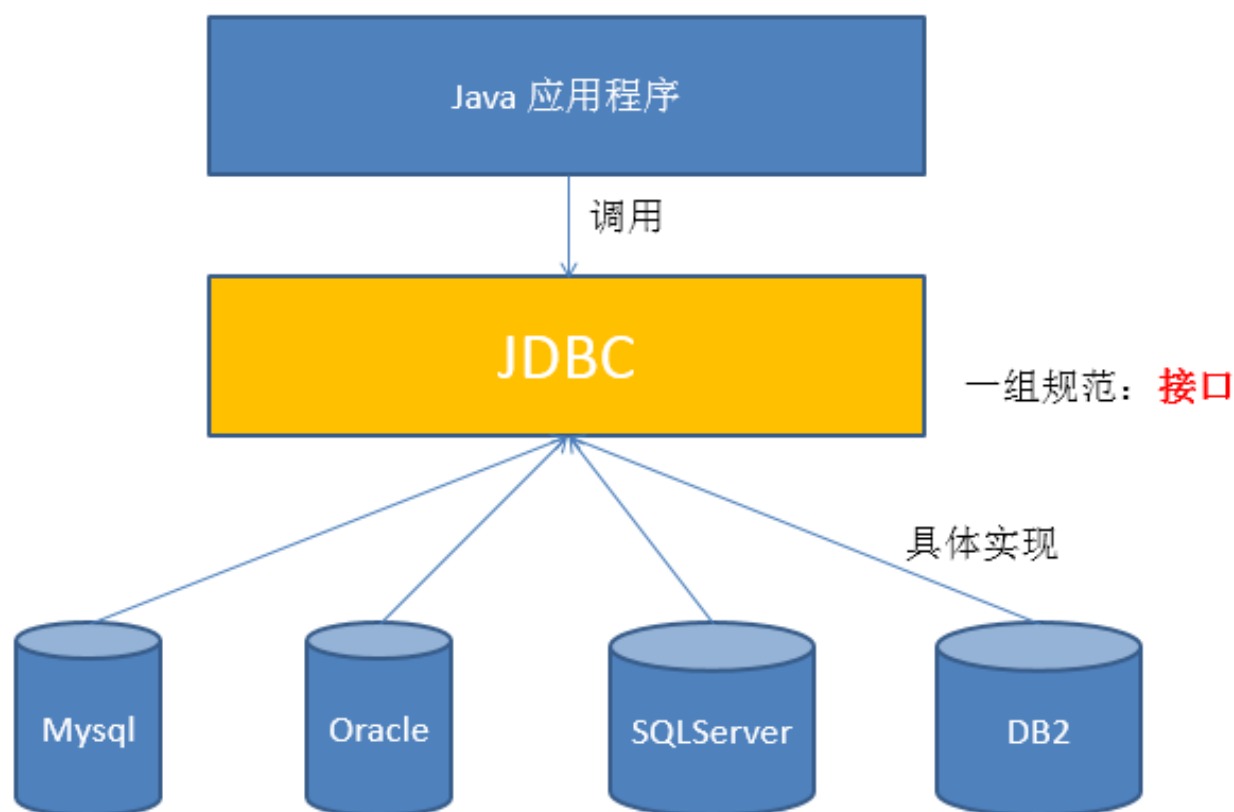 Java 应用程序
调用
JDBC
一组规范：接口
具体实现
Mysql
Oracle
SQLServer
DB2